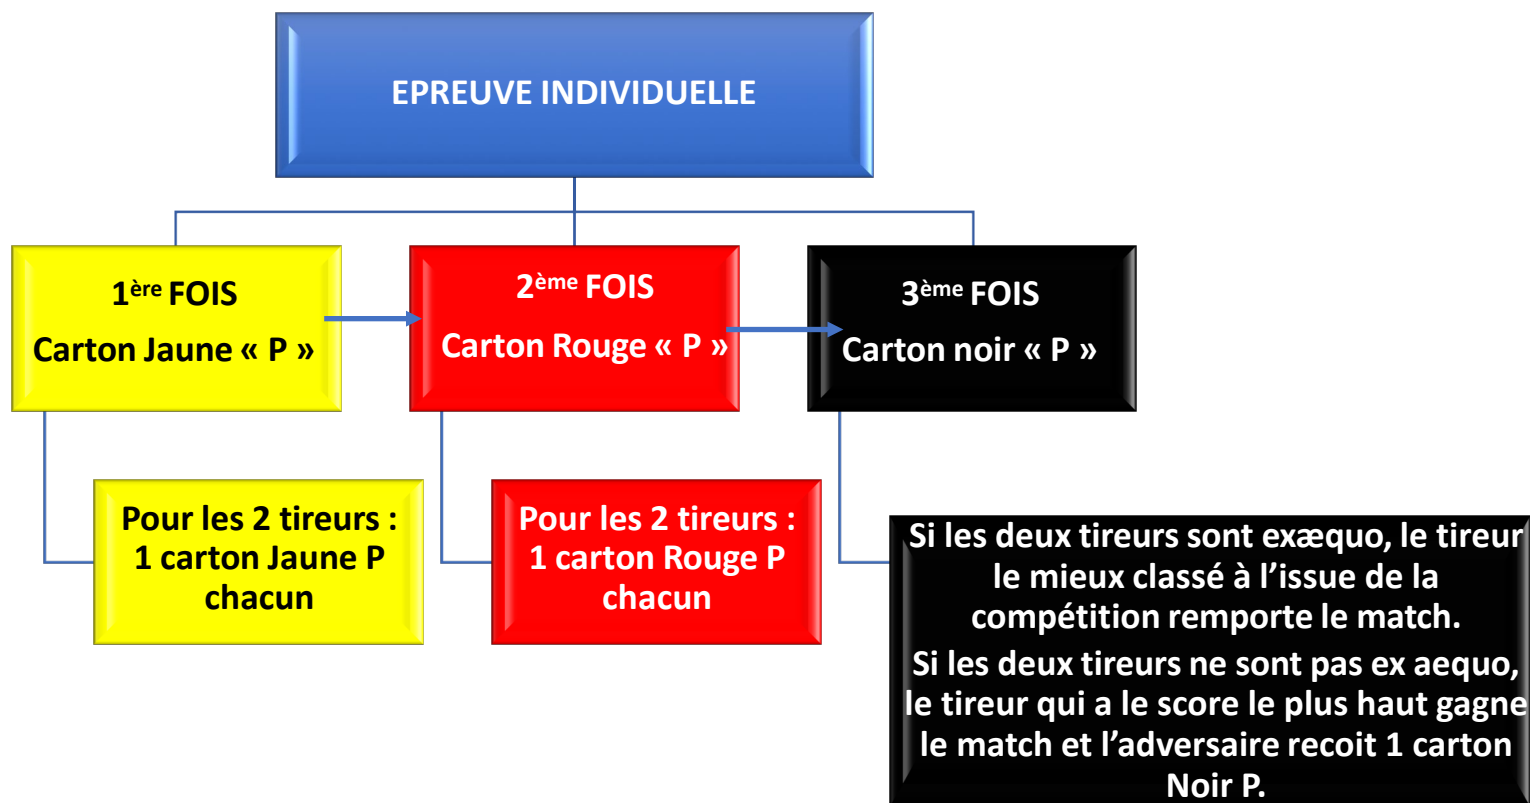 EPREUVE INDIVIDUELLE
1ère FOIS
Carton Jaune « P »
2ème FOIS
Carton Rouge « P »
3ème FOIS
Carton noir « P »
Pour les 2 tireurs :
1 carton Jaune P
chacun
Pour les 2 tireurs :
1 carton Rouge P
chacun
Si les deux tireurs sont exæquo, le tireur
le mieux classé à l’issue de la
compétition remporte le match.
Si les deux tireurs ne sont pas ex aequo,
le tireur qui a le score le plus haut gagne
le match et l’adversaire recoit 1 carton
Noir P.